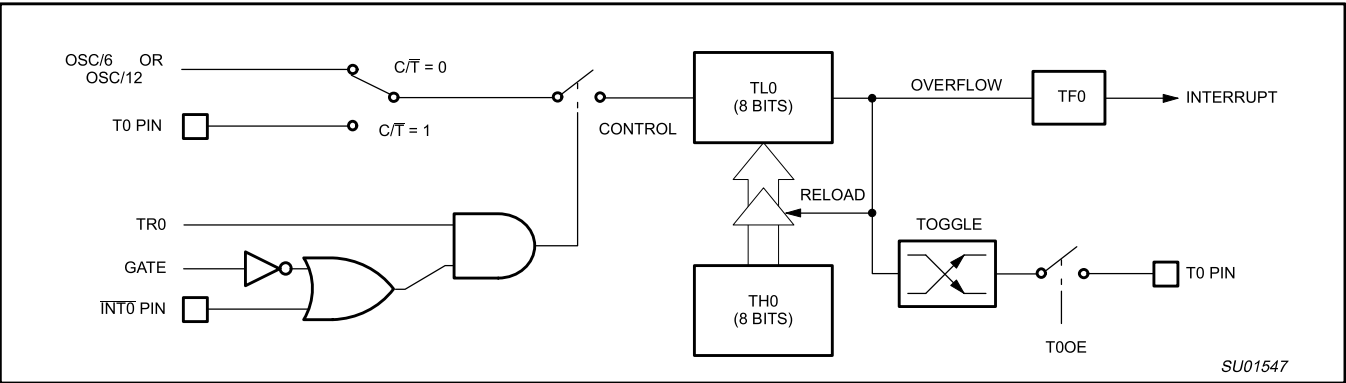 OSC/6 OR
OSC/12
C/T̅ = 0
T0 PIN
C/T̅ = 1
CONTROL
TL0
(8 BITS)
OVERFLOW
TF0
INTERRUPT
RELOAD
TR0
GATE
I̅N̅T̅0̅ PIN
TH0
(8 BITS)
TOGGLE
T0 PIN
T0OE
SU01547